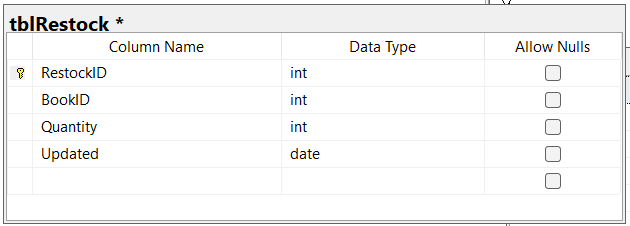 tblRestock *
Column Name Data Type Allow Nulls
RestockID int
BookID int
Quantity int
Updated date